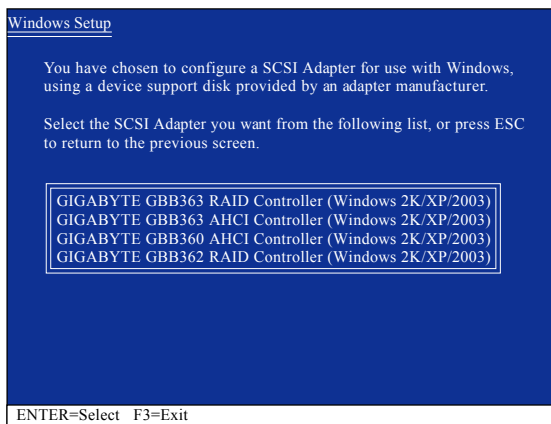 Windows Setup
You have chosen to configure a SCSI Adapter for use with Windows,
using a device support disk provided by an adapter manufacturer.
Select the SCSI Adapter you want from the following list, or press ESC
to return to the previous screen.
GIGABYTE GBB363 RAID Controller (Windows 2K/XP/2003)
GIGABYTE GBB363 AHCI Controller (Windows 2K/XP/2003)
GIGABYTE GBB360 AHCI Controller (Windows 2K/XP/2003)
GIGABYTE GBB362 RAID Controller (Windows 2K/XP/2003)
ENTER=Select F3=Exit